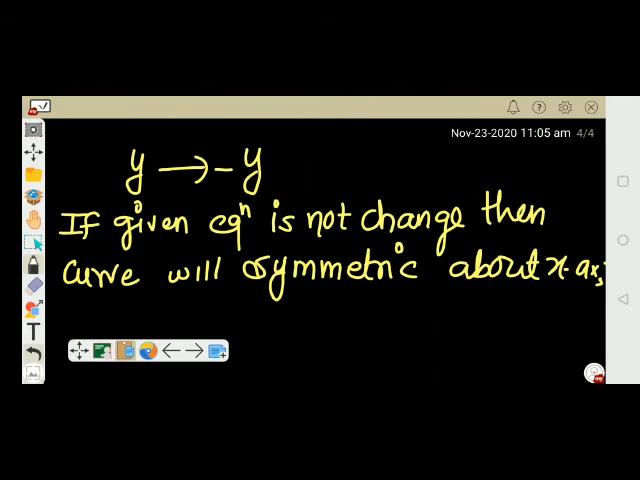 Nov-23-2020 11:05 am 4/4
y → - y
If given eqn is not change then
curve will symmetric about x-axis
T